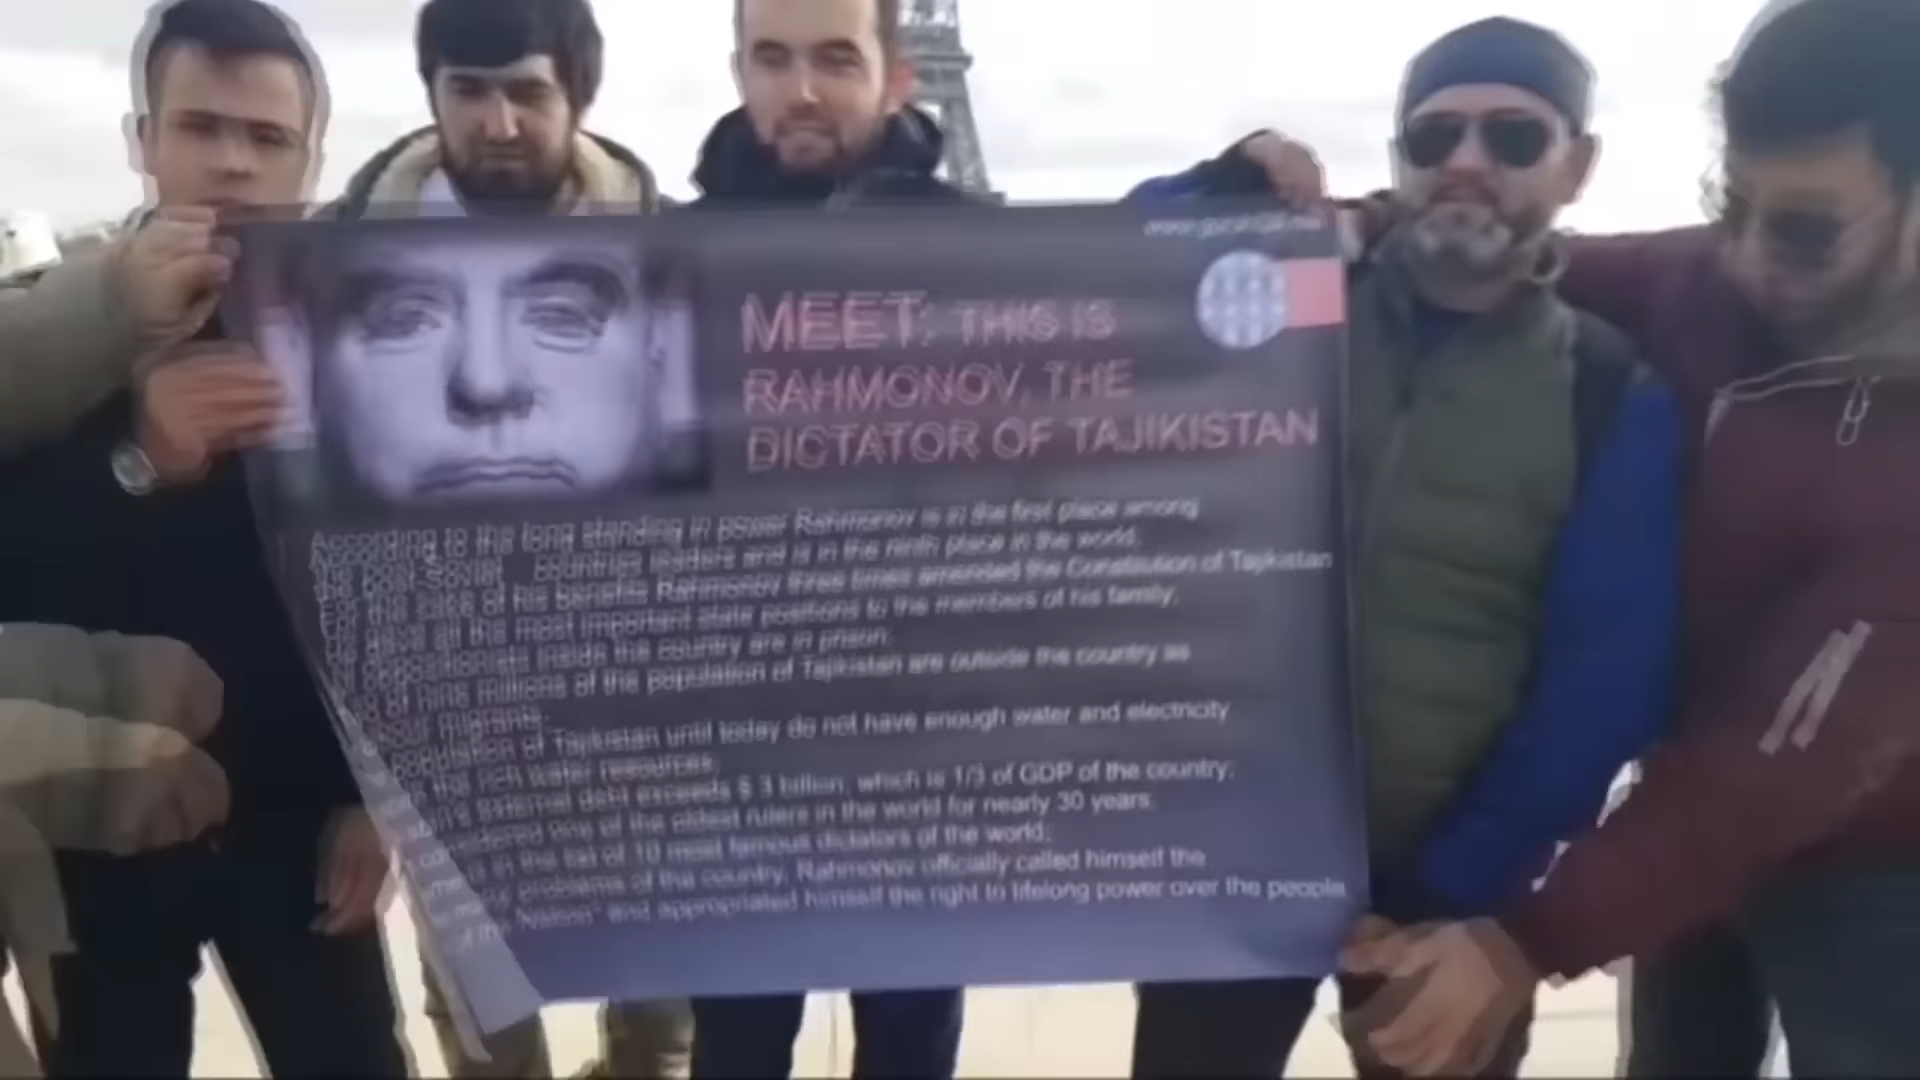 MEET: THIS IS
RAHMONOV, THE
DICTATOR OF TAJIKISTAN
According to the long standing in power Rahmonov is in the first place among
the post-Soviet countries leaders and is in the ninth place in the world;
For the sake of his benefits Rahmonov three times amended the Constitution of Tajikistan
gave all the most important state positions to the members of his family;
oppositionists inside the country are in prison;
of nine millions of the population of Tajikistan are outside the country as
migrants;
population of Tajikistan until today do not have enough water and electricity
the rich water resources;
external debt exceeds $ 3 billion, which is 1/3 of GDP of the country;
considered one of the oldest rulers in the world for nearly 30 years;
in the list of 10 most famous dictators of the world;
problems of the country, Rahmonov officially called himself the
of the Nation" and appropriated himself the right to lifelong power over the people